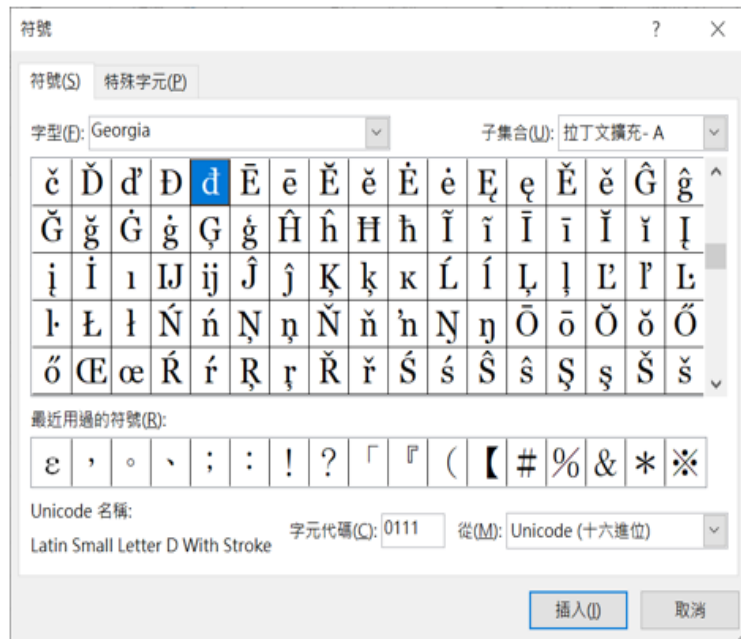 符號
? ×
符號(S) 特殊字元(P)
字型(F): Georgia 子集合(U): 拉丁文擴充- A
č Ď ď Đ đ Ē ē Ĕ ĕ Ė ė Ę ę Ě ě Ĝ ĝ
Ğ ğ Ġ ġ Ģ ģ Ĥ ĥ Ħ ħ Ĩ ĩ Ī ī Ĭ ĭ Į
į İ ı IJ ij Ĵ ĵ Ķ ķ ĸ Ĺ ĺ Ļ ļ Ľ ľ Ŀ
ŀ Ł ł Ń ń Ņ ņ Ň ň ŉ Ŋ ŋ Ō ō Ŏ ŏ Ő
ő Œ œ Ŕ ŕ Ŗ ŗ Ř ř Ś ś Ŝ ŝ Ş ş Š š
最近用過的符號(R):
ε , 。 、 ; : ! ? 「 『 ( 【 # % & * ※
Unicode 名稱:
Latin Small Letter D With Stroke
字元代碼(C): 0111 從(M): Unicode (十六進位)
插入(I) 取消